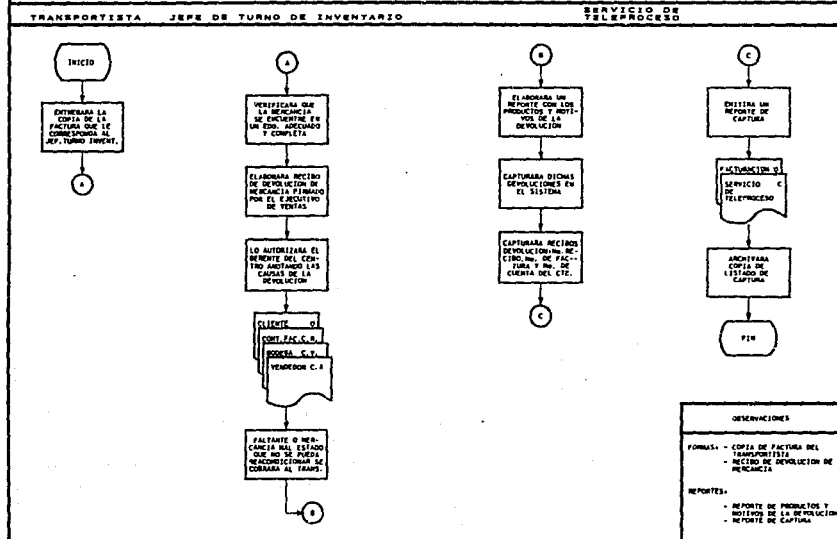 TRANSPORTISTA
JEFE DE TURNO DE INVENTARIO
SERVICIO DE
TELEPROCESO
INICIO
ENTREGARA LA
COPIA DE LA
FACTURA QUE LE
CORRESPONDA AL
JEF.TURNO INVENT.
A
A
VERIFICARA QUE
LA MERCANCIA
SE ENCUENTRE EN
UN EDO. ADECUADO
Y COMPLETA
ELABORARA RECIBO
DE DEVOLUCION DE
MERCANCIA FIRMADO
POR EL EJECUTIVO
DE VENTAS
LO AUTORIZARA EL
GERENTE DEL CEN-
TRO ANOTANDO LAS
CAUSAS DE LA
DEVOLUCION
CLIENTE O
CONT.FAC.C.R.
BODEGA C.V.
VENDEDOR C.A
FALTANTE O MER-
CANCIA MAL ESTADO
QUE NO SE PUEDA
REACONDICIONAR SE
COBRARA AL TRANS.
B
B
ELABORARA UN
REPORTE CON LOS
PRODUCTOS Y MOTI-
VOS DE LA
DEVOLUCION
CAPTURARA DICHAS
DEVOLUCIONES EN
EL SISTEMA
CAPTURARA RECIBOS
DEVOLUCION:No.RE-
CIBO,No. DE FAC--
TURA Y No. DE
CUENTA DEL CTE.
C
C
EMITIRA UN
REPORTE DE
CAPTURA
FACTURACION O
SERVICIO C
DE
TELEPROCESO
ARCHIVARA
COPIA DE
LISTADO DE
CAPTURA
FIN
OBSERVACIONES
FORMAS: - COPIA DE FACTURA DEL
TRANSPORTISTA
- RECIBO DE DEVOLUCION DE
MERCANCIA
REPORTES:
- REPORTE DE PRODUCTOS Y
MOTIVOS DE LA DEVOLUCION
- REPORTE DE CAPTURA